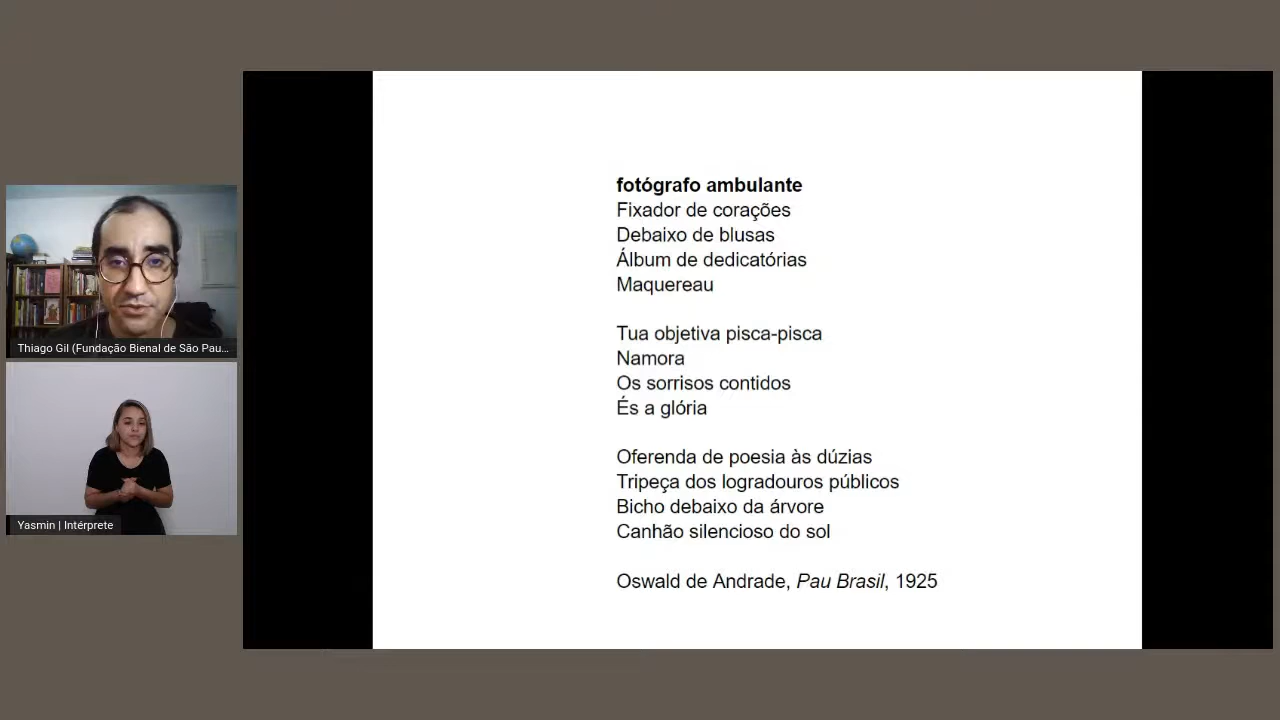 fotógrafo ambulante
Fixador de corações
Debaixo de blusas
Álbum de dedicatórias
Maquereau
Tua objetiva pisca-pisca
Namora
Os sorrisos contidos
És a glória
Oferenda de poesia às dúzias
Tripeça dos logradouros públicos
Bicho debaixo da árvore
Canhão silencioso do sol
Oswald de Andrade, Pau Brasil, 1925
Thiago Gil (Fundação Bienal de São Pau...
Yasmin | Intérprete